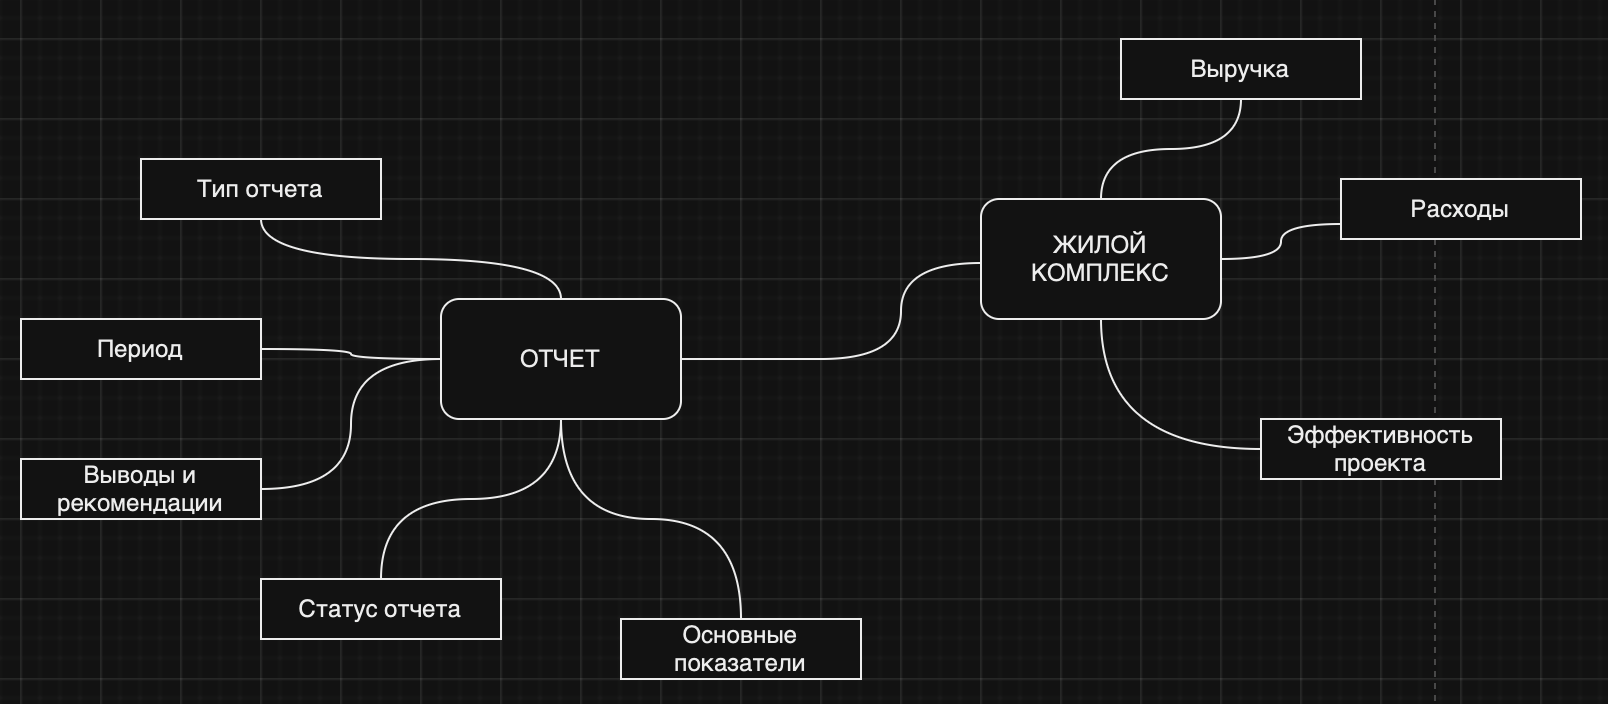 Выручка
Тип отчета
Расходы
ЖИЛОЙ
КОМПЛЕКС
Период
ОТЧЕТ
Эффективность
проекта
Выводы и
рекомендации
Статус отчета
Основные
показатели